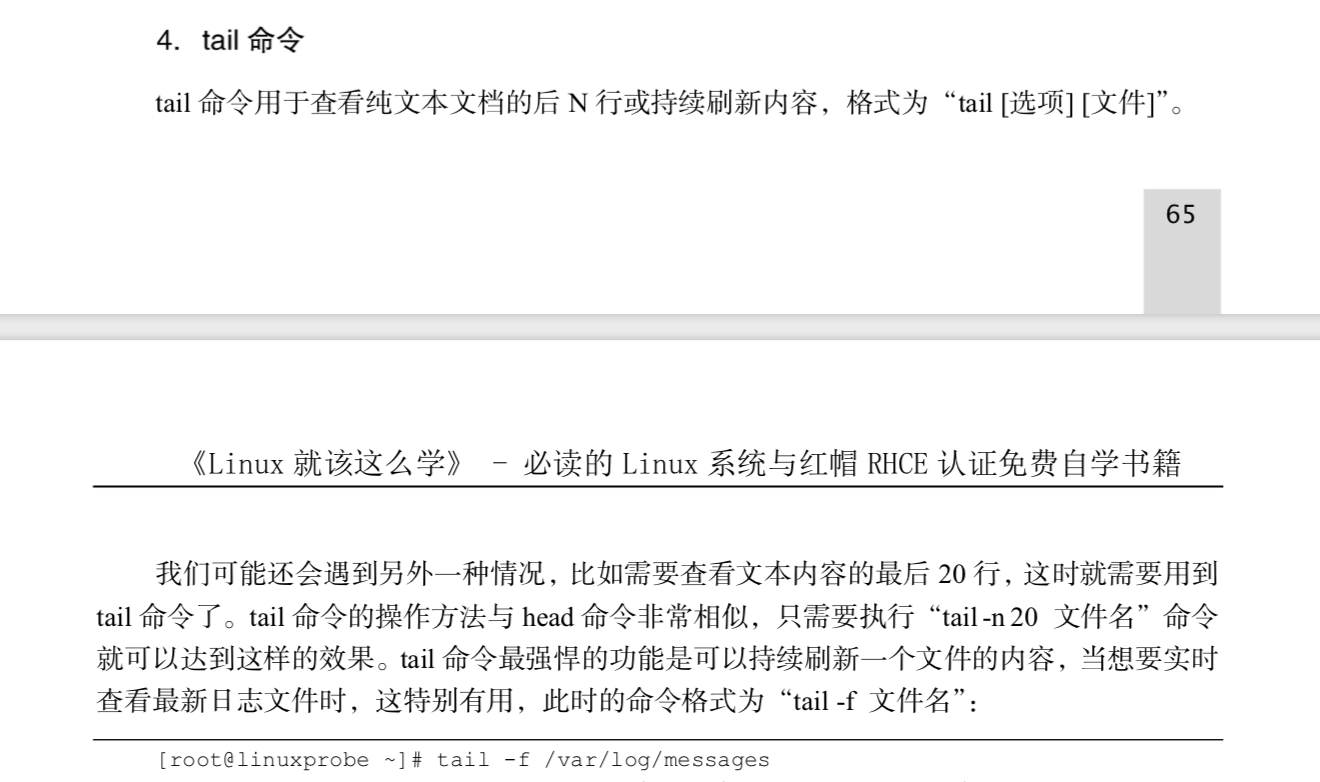 4. tail 命令
tail 命令用于查看纯文本文档的后 N 行或持续刷新内容，格式为“tail [选项] [文件]”。
65
《Linux 就该这么学》 - 必读的 Linux 系统与红帽 RHCE 认证免费自学书籍
我们可能还会遇到另外一种情况，比如需要查看文本内容的最后 20 行，这时就需要用到
tail 命令了。tail 命令的操作方法与 head 命令非常相似，只需要执行“tail -n 20 文件名”命令
就可以达到这样的效果。tail 命令最强悍的功能是可以持续刷新一个文件的内容，当想要实时
查看最新日志文件时，这特别有用，此时的命令格式为“tail -f 文件名”：
[root@linuxprobe ~]# tail -f /var/log/messages